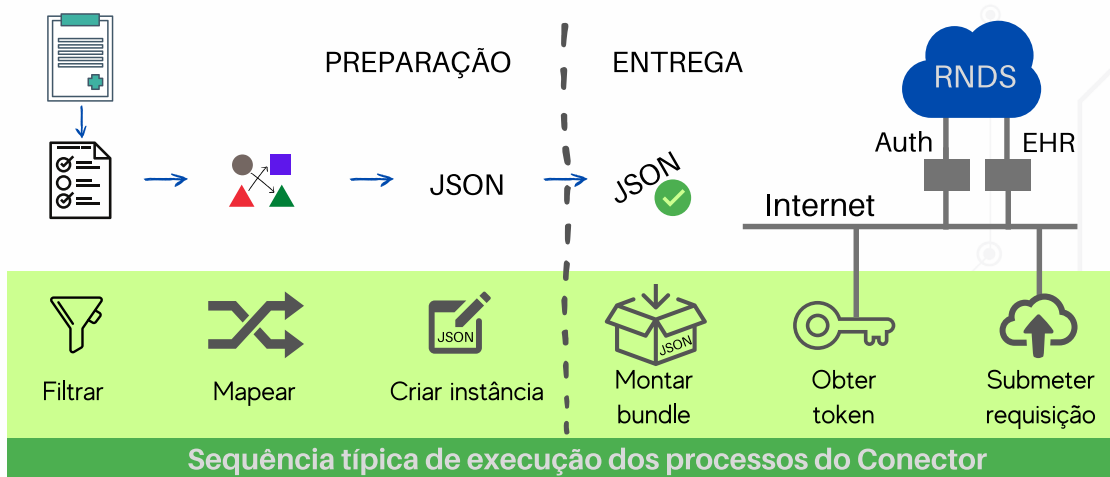 PREPARAÇÃO
ENTREGA
RNDS
Auth
EHR
JSON
JSON
Internet
JSON
JSON
Filtrar
Mapear
Criar instância
Montar
bundle
Obter
token
Submeter
requisição
Sequência típica de execução dos processos do Conector